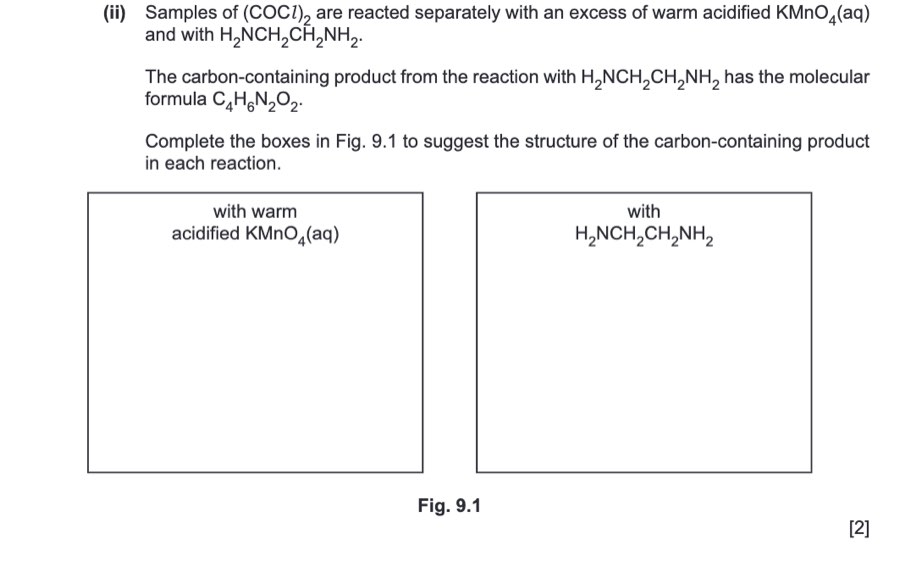 (ii) Samples of (COCl)₂ are reacted separately with an excess of warm acidified KMnO₄(aq)
and with H₂NCH₂CH₂NH₂.
The carbon-containing product from the reaction with H₂NCH₂CH₂NH₂ has the molecular
formula C₄H₆N₂O₂.
Complete the boxes in Fig. 9.1 to suggest the structure of the carbon-containing product
in each reaction.
with warm
acidified KMnO₄(aq)
with
H₂NCH₂CH₂NH₂
Fig. 9.1
[2]